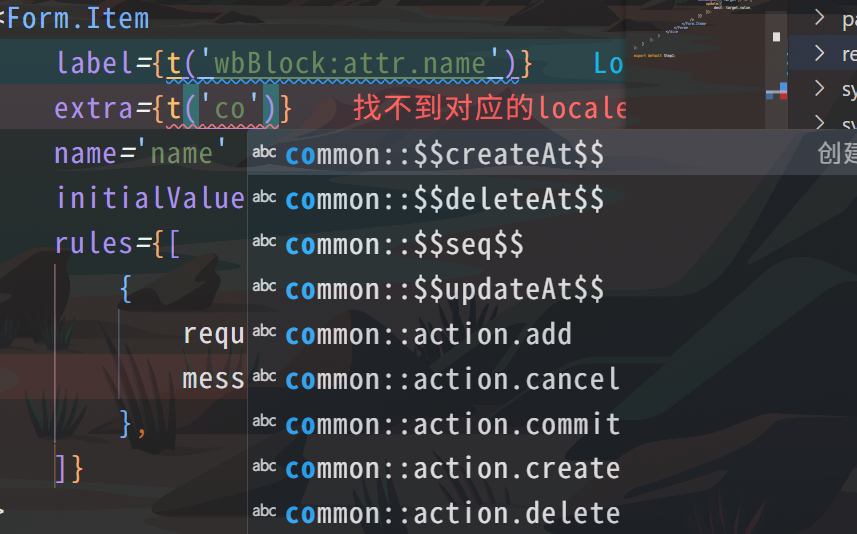 <Form.Item
label={t('wbBlock:attr.name')} Lo
extra={t('co')} 找不到对应的locale
name='name'
initialValue
rules={[
{
requ
mess
},
]}
>
abc common::$$createAt$$ 创建
abc common::$$deleteAt$$
abc common::$$seq$$
abc common::$$updateAt$$
abc common::action.add
abc common::action.cancel
abc common::action.commit
abc common::action.create
abc common::action.delete
> pa
> re
> sy
> sy